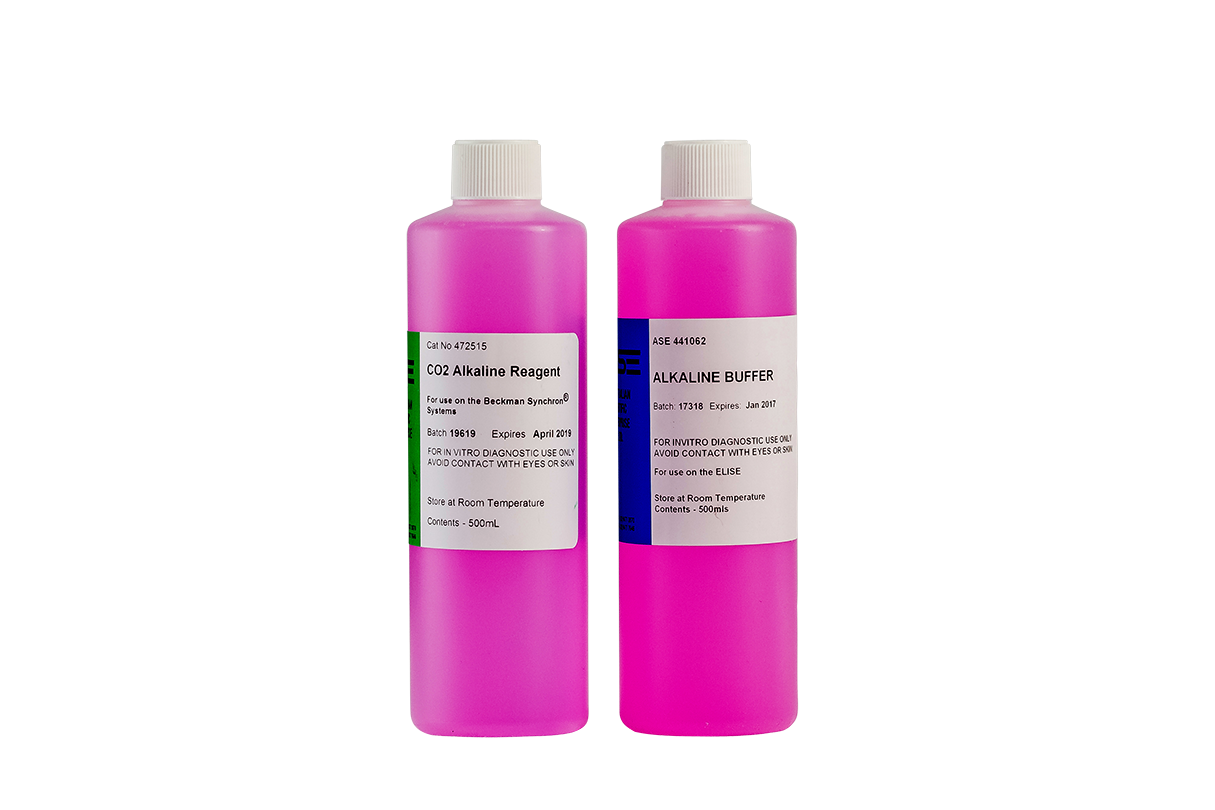 Cat No 472515
CO2 Alkaline Reagent
For use on the Beckman Synchron®
Systems
Batch 19619 Expires April 2019
FOR IN VITRO DIAGNOSTIC USE ONLY
AVOID CONTACT WITH EYES OR SKIN
Store at Room Temperature
Contents - 500mL
ASE 441062
ALKALINE BUFFER
Batch: 17318 Expires: Jan 2017
FOR INVITRO DIAGNOSTIC USE ONLY
AVOID CONTACT WITH EYES OR SKIN
For use on the ELISE
Store at Room Temperature
Contents - 500mls